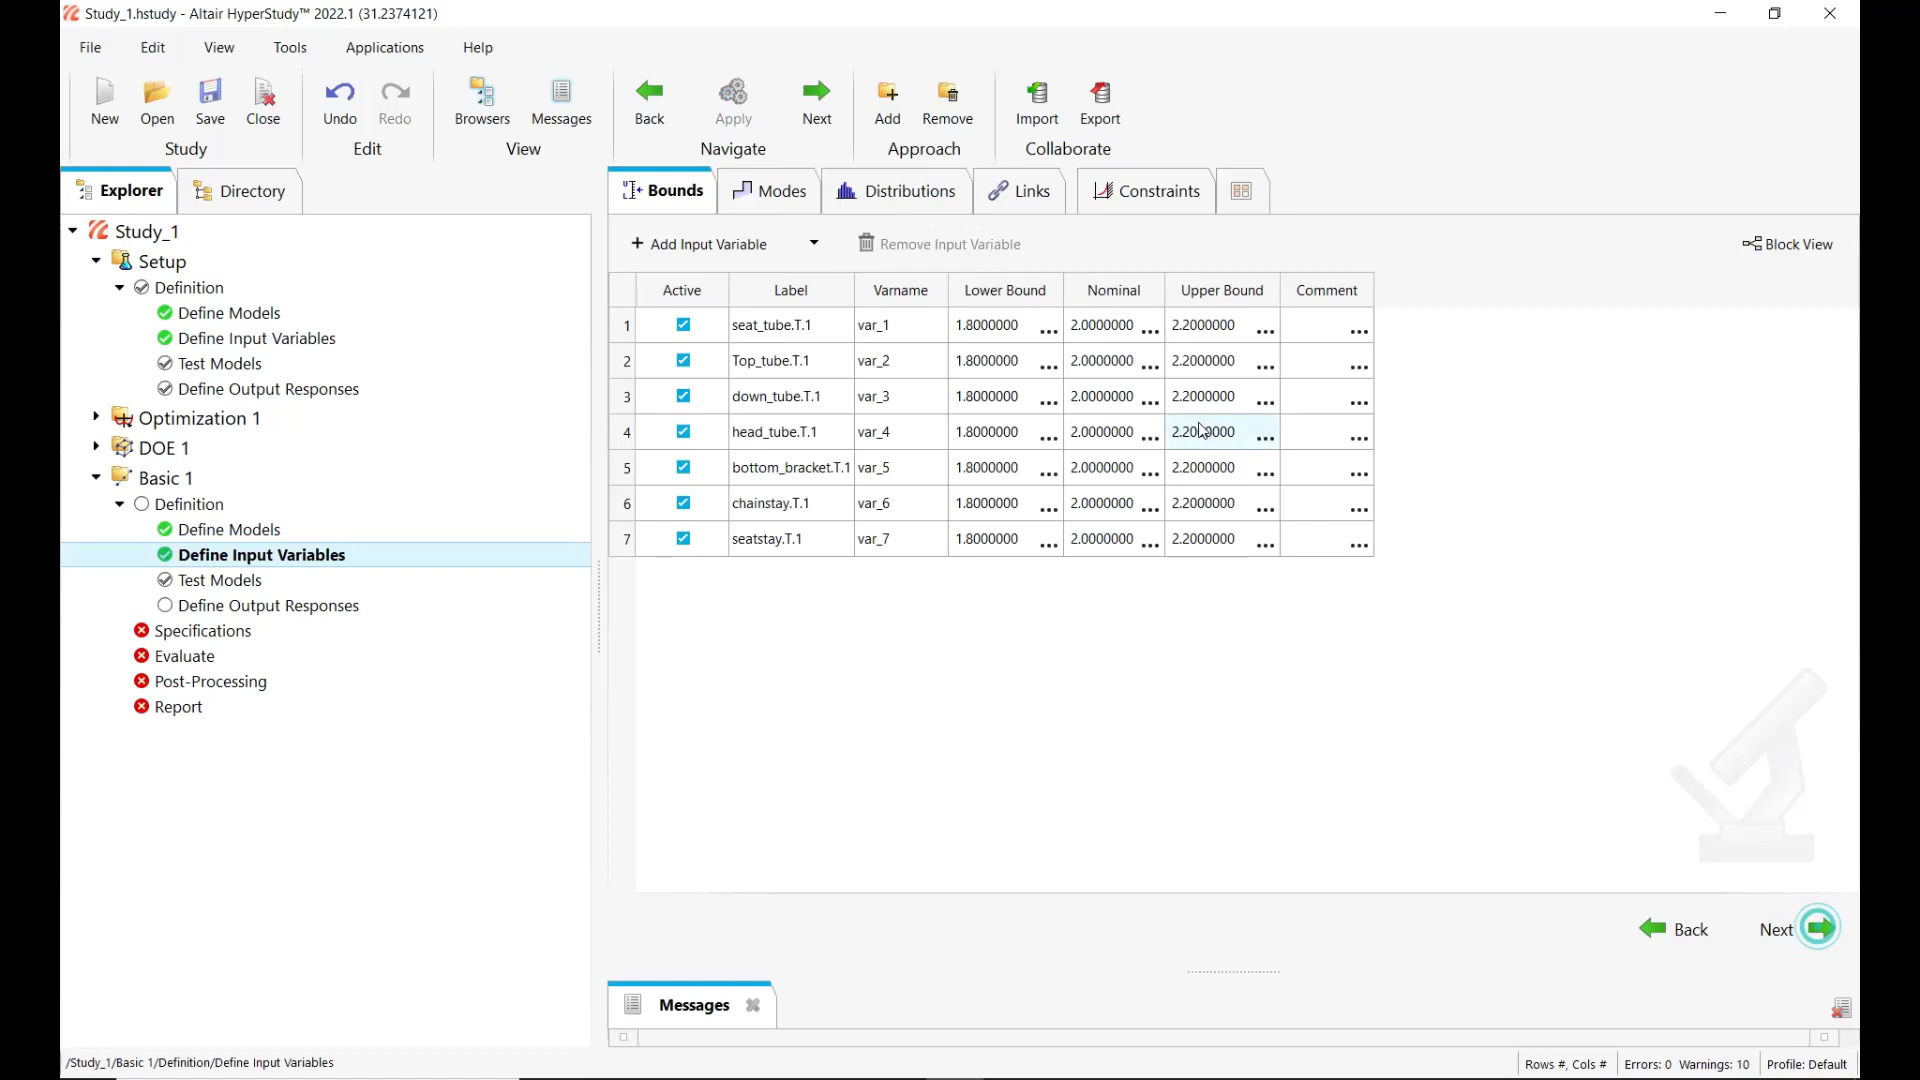 Study_1.hstudy - Altair HyperStudy™ 2022.1 (31.2374121)
File Edit View Tools Applications Help
New Open Save Close Undo Redo Browsers Messages Back Apply Next Add Remove Import Export
Study Edit View Navigate Approach Collaborate
Explorer Directory
Study_1
Setup
Definition
Define Models
Define Input Variables
Test Models
Define Output Responses
Optimization 1
DOE 1
Basic 1
Definition
Define Models
Define Input Variables
Test Models
Define Output Responses
Specifications
Evaluate
Post-Processing
Report
Bounds Modes Distributions Links Constraints
+ Add Input Variable Remove Input Variable Block View
Active Label Varname Lower Bound Nominal Upper Bound Comment
1 seat_tube.T.1 var_1 1.8000000 ... 2.0000000 ... 2.2000000 ... ...
2 Top_tube.T.1 var_2 1.8000000 ... 2.0000000 ... 2.2000000 ... ...
3 down_tube.T.1 var_3 1.8000000 ... 2.0000000 ... 2.2000000 ... ...
4 head_tube.T.1 var_4 1.8000000 ... 2.0000000 ... 2.2000000 ... ...
5 bottom_bracket.T.1 var_5 1.8000000 ... 2.0000000 ... 2.2000000 ... ...
6 chainstay.T.1 var_6 1.8000000 ... 2.0000000 ... 2.2000000 ... ...
7 seatstay.T.1 var_7 1.8000000 ... 2.0000000 ... 2.2000000 ... ...
Back Next
Messages
/Study_1/Basic 1/Definition/Define Input Variables
Rows #, Cols # Errors: 0 Warnings: 10 Profile: Default